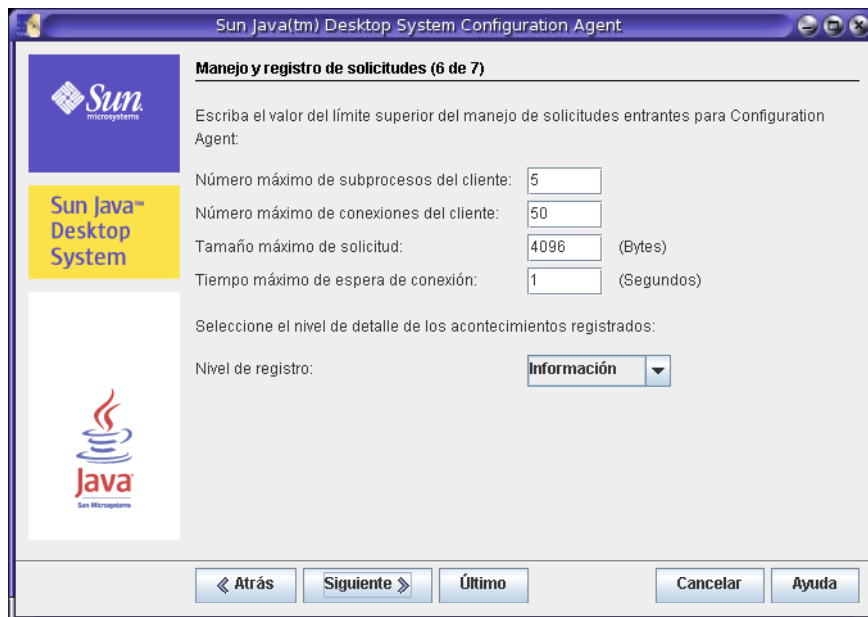 Sun Java(tm) Desktop System Configuration Agent
Sun
microsystems
Sun Java™
Desktop
System
Java
Sun Microsystems
Manejo y registro de solicitudes (6 de 7)
Escriba el valor del límite superior del manejo de solicitudes entrantes para Configuration
Agent:
Número máximo de subprocesos del cliente: 5
Número máximo de conexiones del cliente: 50
Tamaño máximo de solicitud: 4096 (Bytes)
Tiempo máximo de espera de conexión: 1 (Segundos)
Seleccione el nivel de detalle de los acontecimientos registrados:
Nivel de registro: Información
Atrás Siguiente Último Cancelar Ayuda